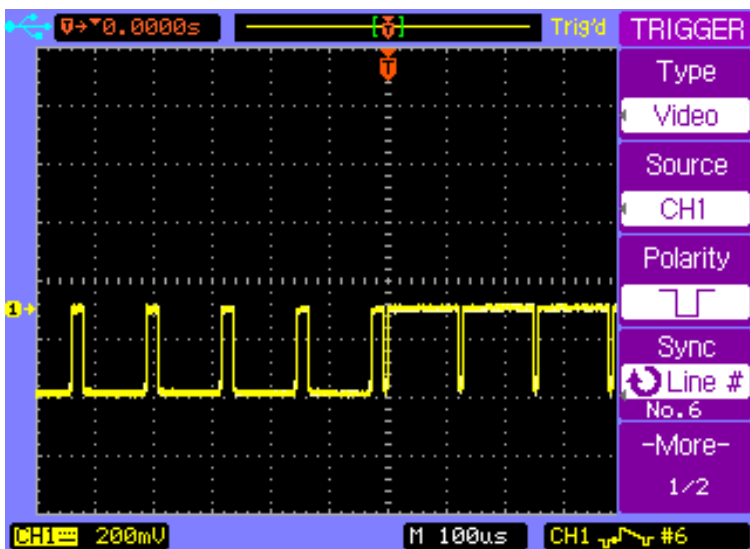 0.0000s Trig'd TRIGGER
T
Type
Video
Source
CH1
Polarity
1
Sync
Line #
No.6
-More-
1/2
CH1 200mV M 100us CH1 #6